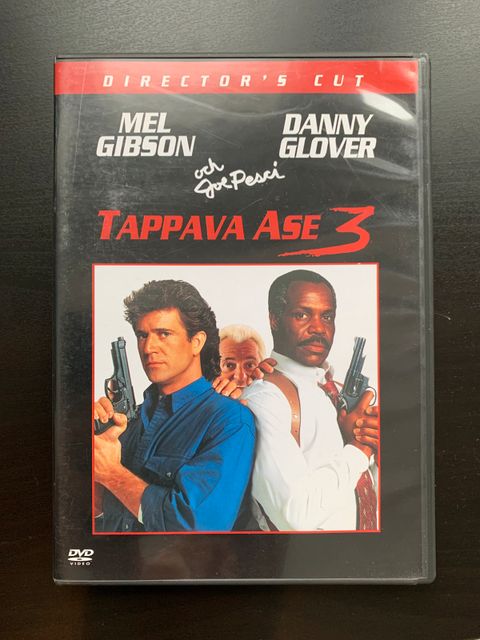 DIRECTOR'S CUT
MEL DANNY
GIBSON GLOVER
och
Joe Pesci
TAPPAVA ASE 3
DVD
VIDEO